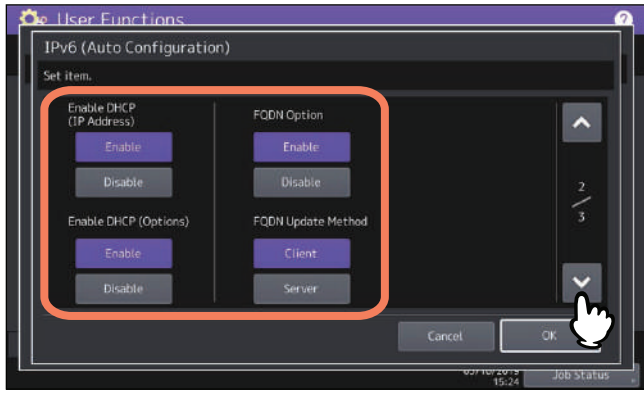 User Functions
?
IPv6 (Auto Configuration)
Set item.
Enable DHCP
(IP Address)
Enable
Disable
FQDN Option
Enable
Disable
Enable DHCP (Options)
Enable
Disable
FQDN Update Method
Client
Server
2
3
Cancel
OK
15:24
Job Status